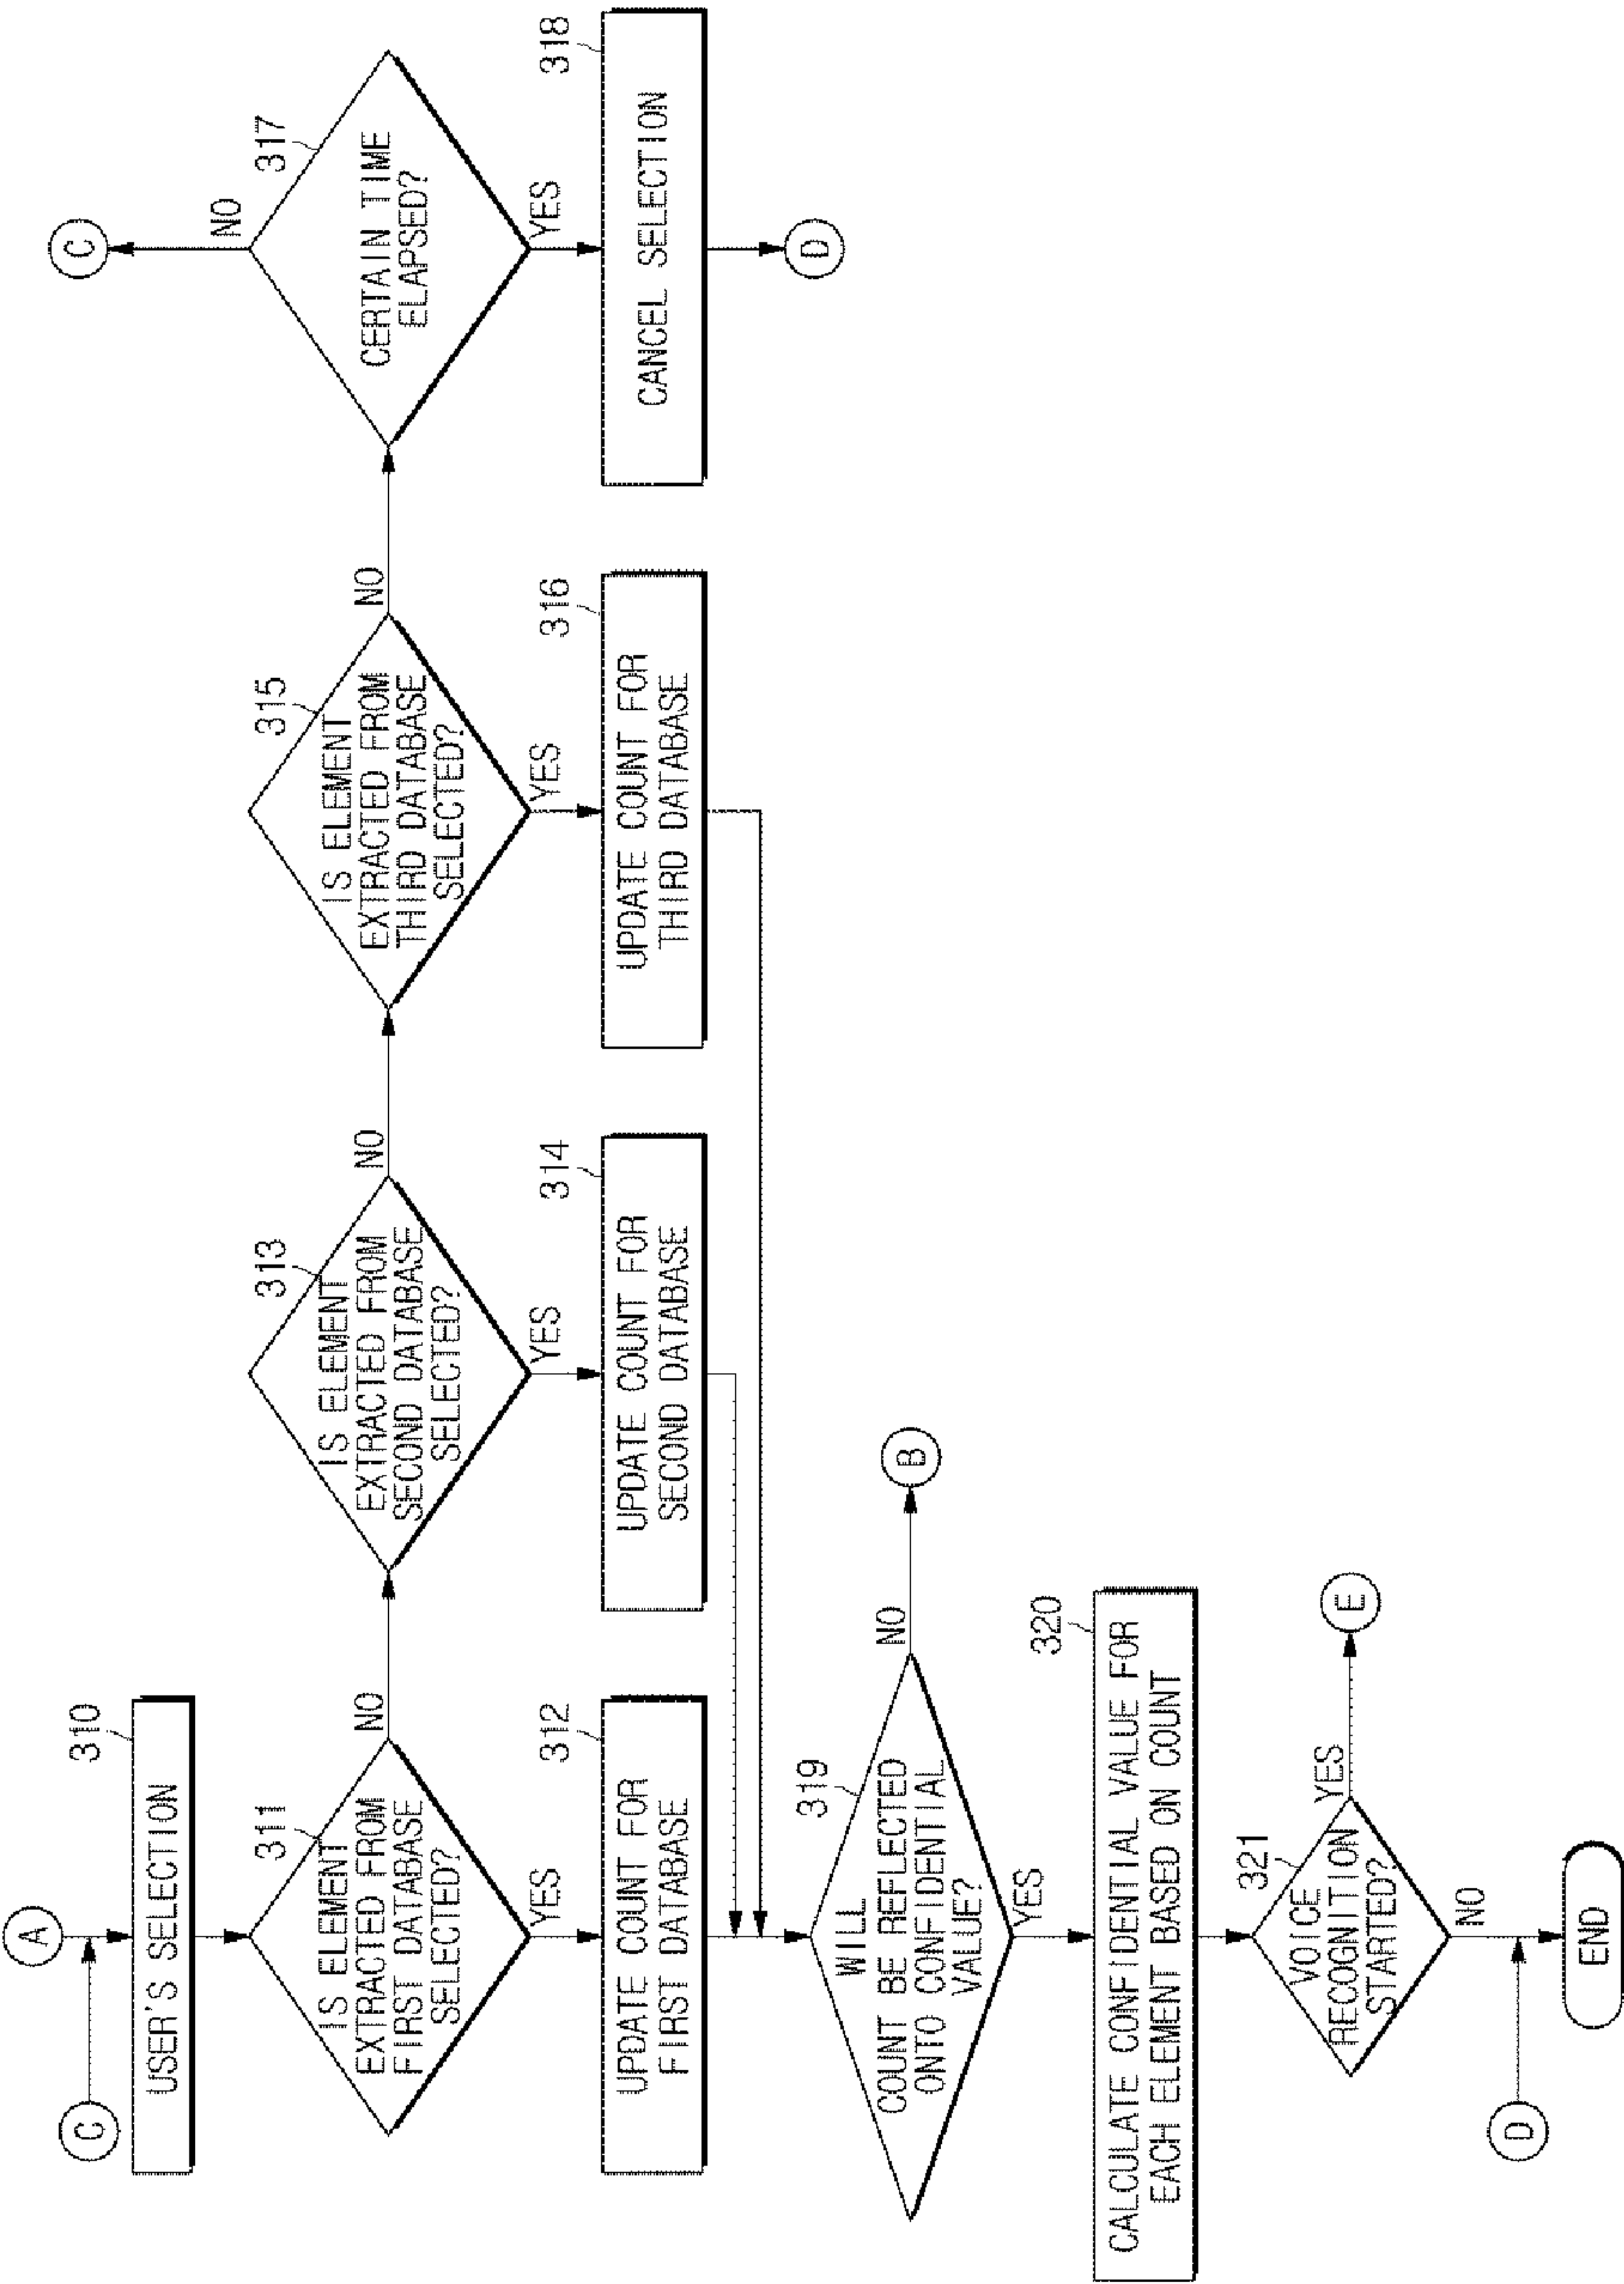 A
C
310
USER'S SELECTION
311
IS ELEMENT
EXTRACTED FROM
FIRST DATABASE
SELECTED?
NO
YES
312
UPDATE COUNT FOR
FIRST DATABASE
313
IS ELEMENT
EXTRACTED FROM
SECOND DATABASE
SELECTED?
NO
YES
314
UPDATE COUNT FOR
SECOND DATABASE
315
IS ELEMENT
EXTRACTED FROM
THIRD DATABASE
SELECTED?
NO
YES
316
UPDATE COUNT FOR
THIRD DATABASE
317
CERTAIN TIME
ELAPSED?
NO
C
YES
318
CANCEL SELECTION
D
319
WILL
COUNT BE REFLECTED
ONTO CONFIDENTIAL
VALUE?
NO
B
YES
320
CALCULATE CONFIDENTIAL VALUE FOR
EACH ELEMENT BASED ON COUNT
321
VOICE
RECOGNITION
STARTED?
YES
E
NO
D
END